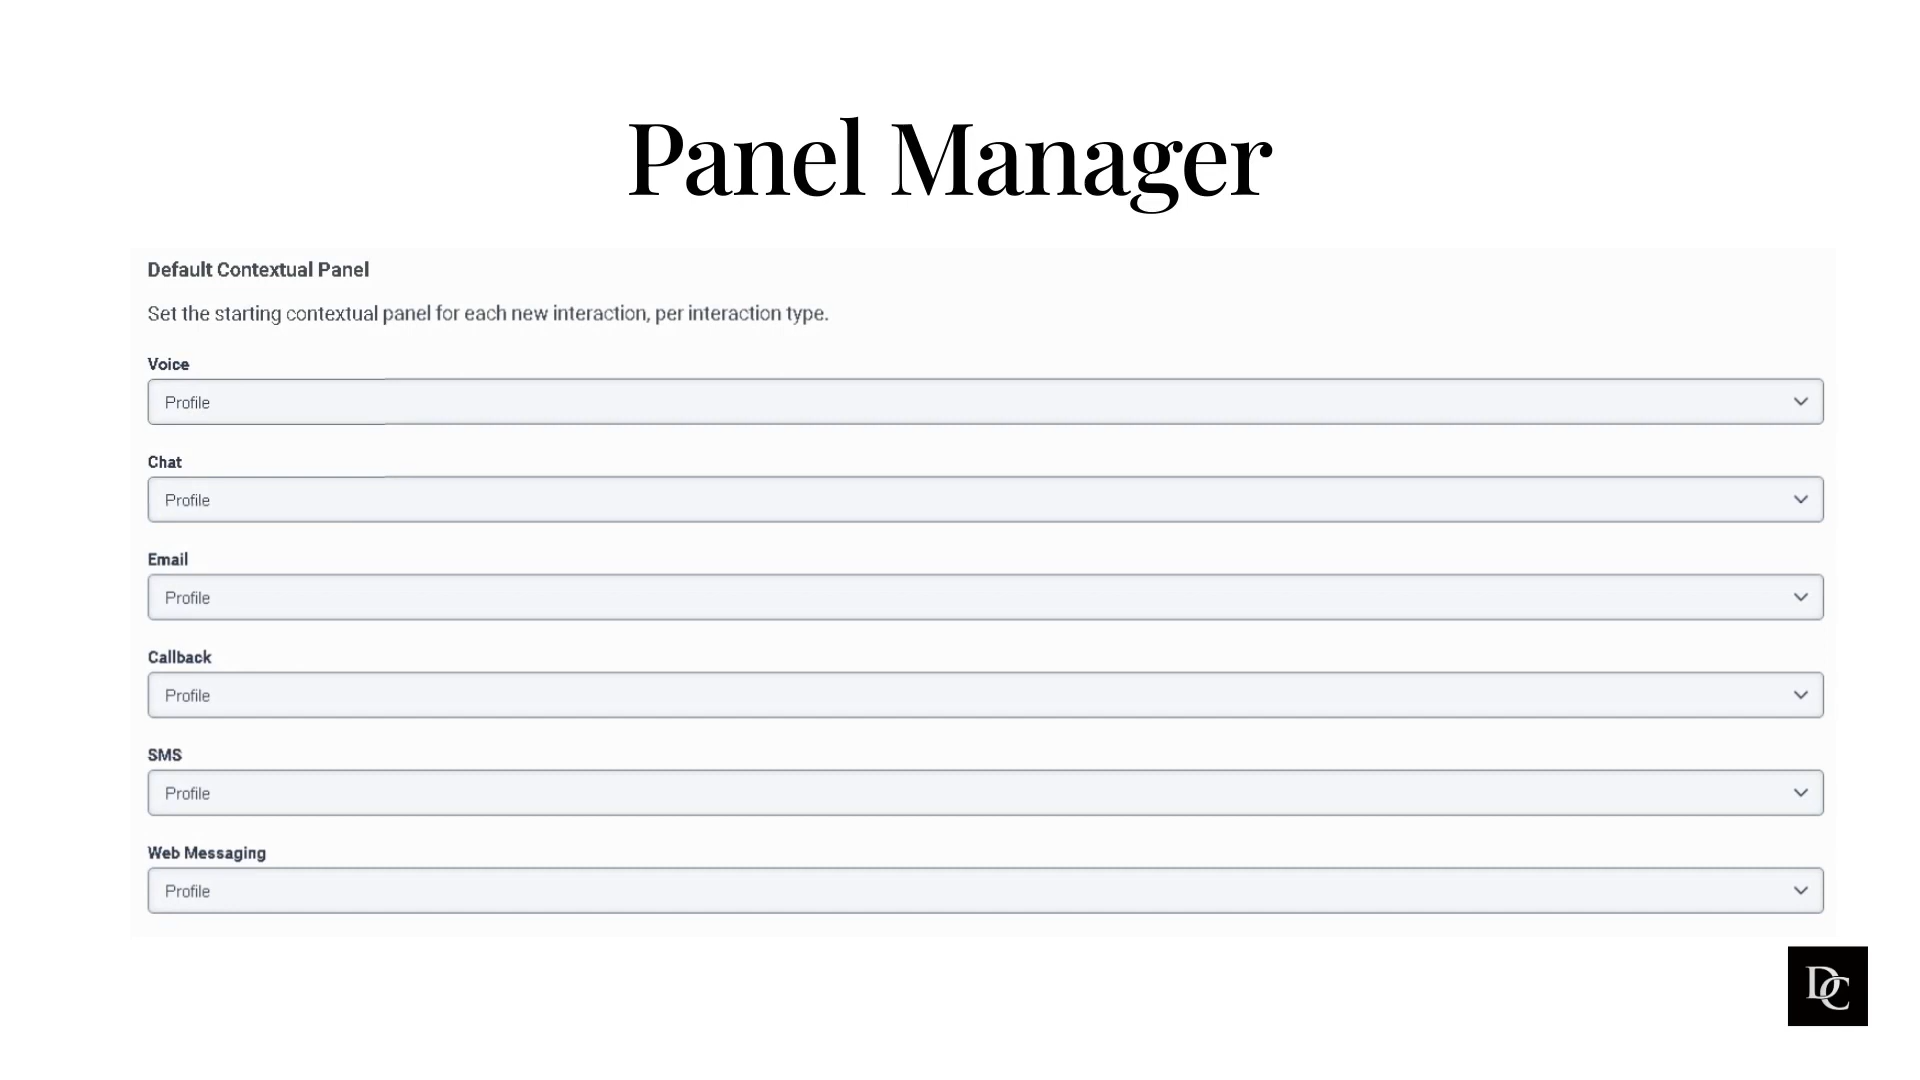 Panel Manager
Default Contextual Panel
Set the starting contextual panel for each new interaction, per interaction type.
Voice
Profile
Chat
Profile
Email
Profile
Callback
Profile
SMS
Profile
Web Messaging
Profile
DC